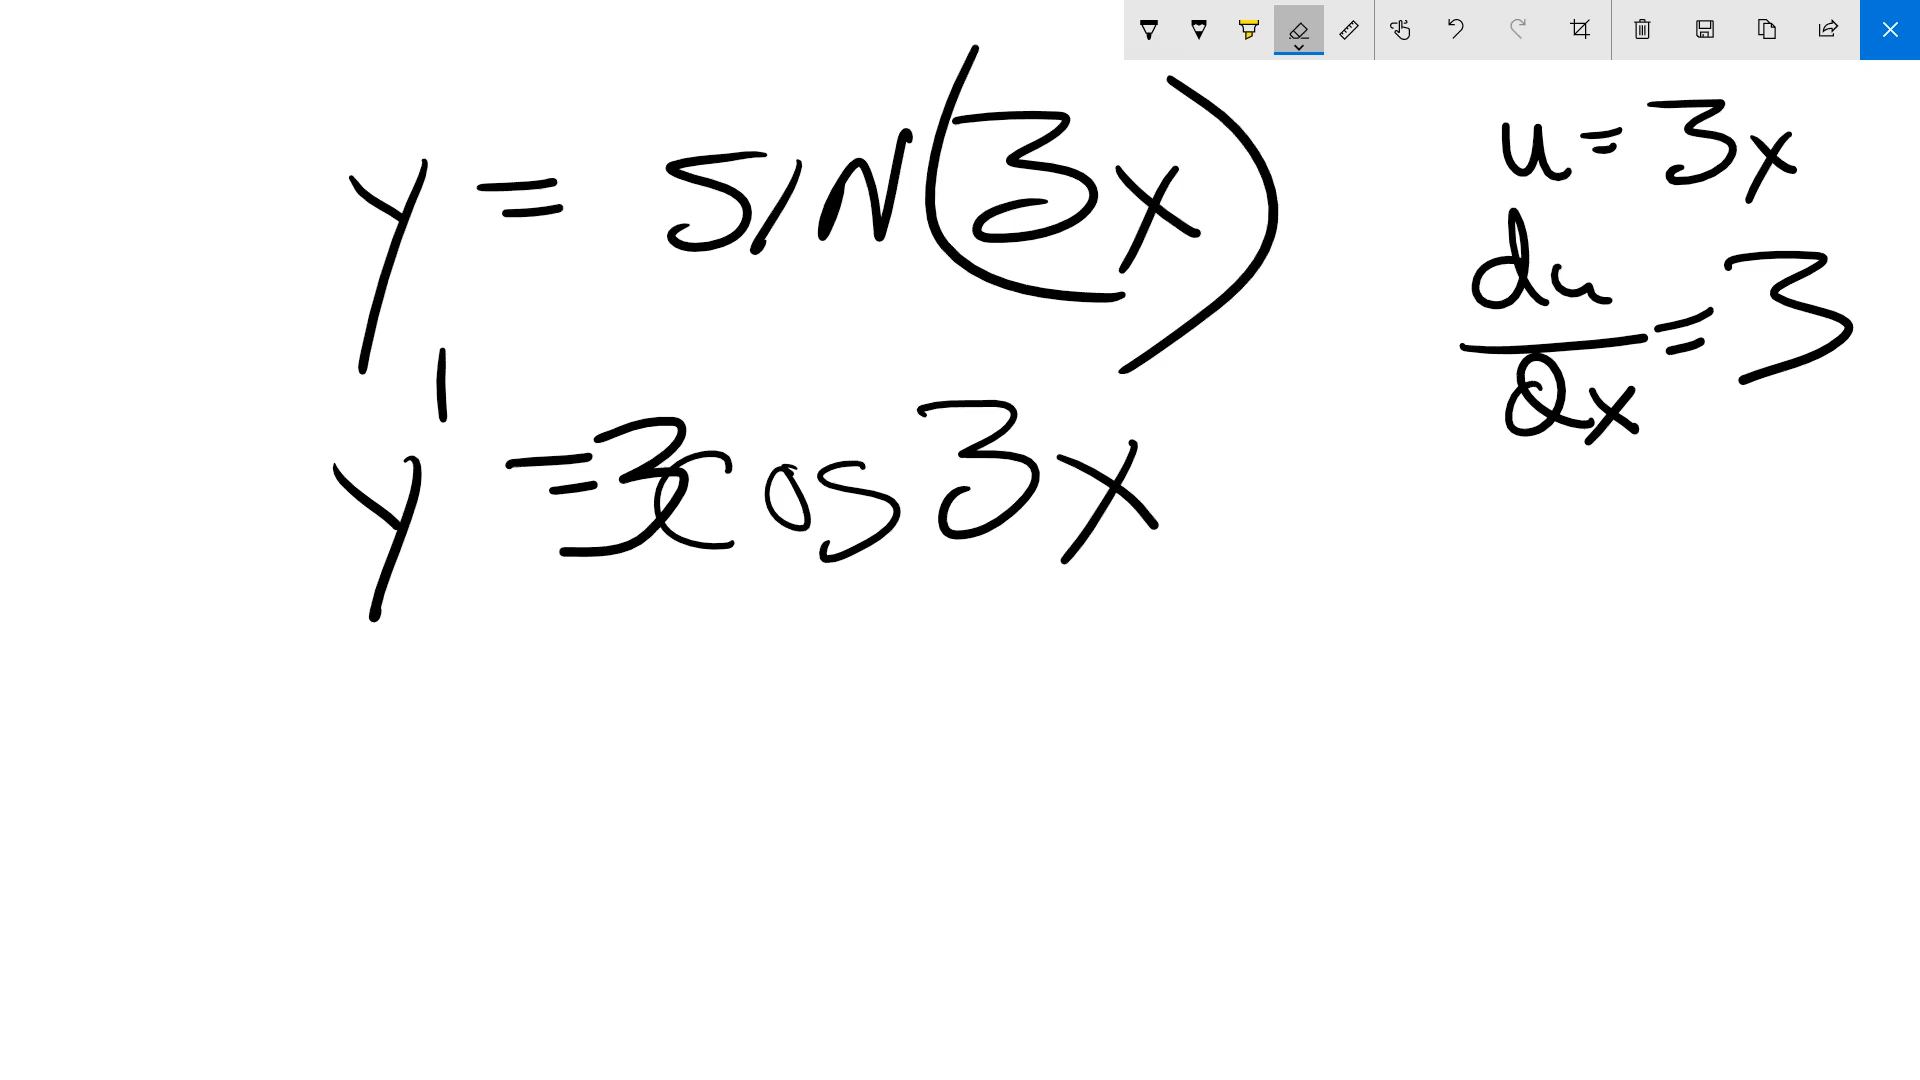 y = sin(3x)
y' = 3cos3x
u = 3x
du/dx = 3